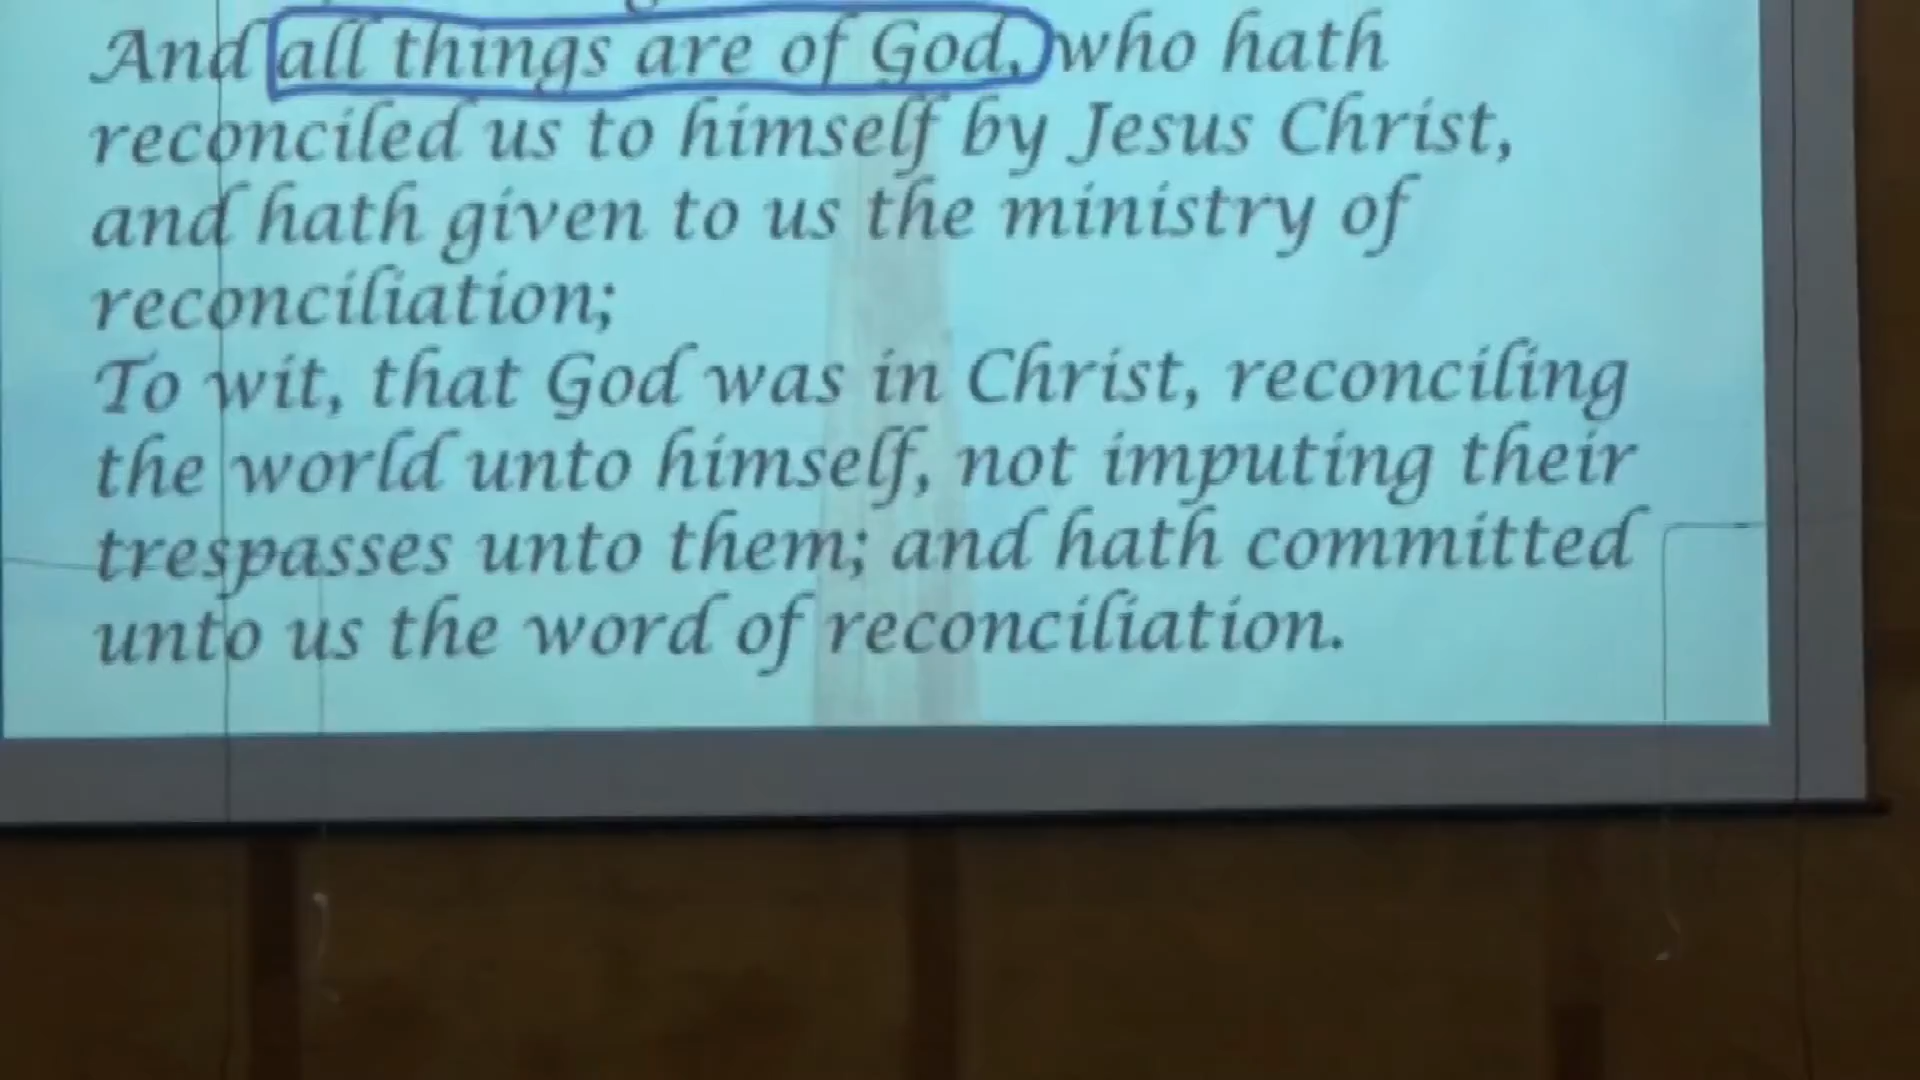 And all things are of God, who hath
reconciled us to himself by Jesus Christ,
and hath given to us the ministry of
reconciliation;
To wit, that God was in Christ, reconciling
the world unto himself, not imputing their
trespasses unto them; and hath committed
unto us the word of reconciliation.